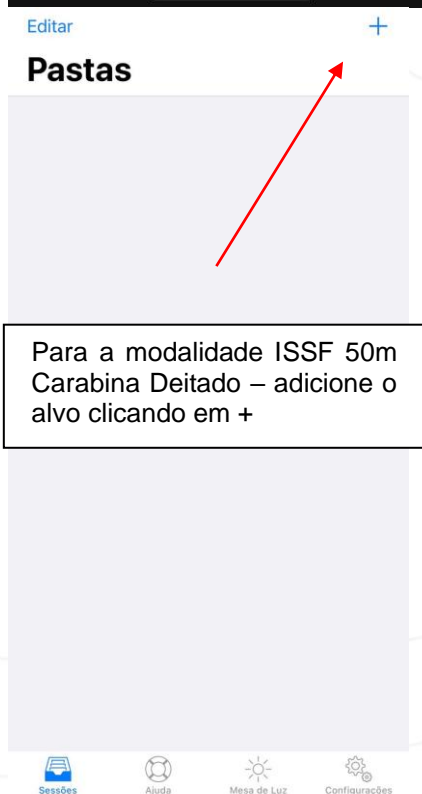 Editar +
Pastas
Para a modalidade ISSF 50m
Carabina Deitado – adicione o
alvo clicando em +
Sessões Ajuda Mesa de Luz Configurações